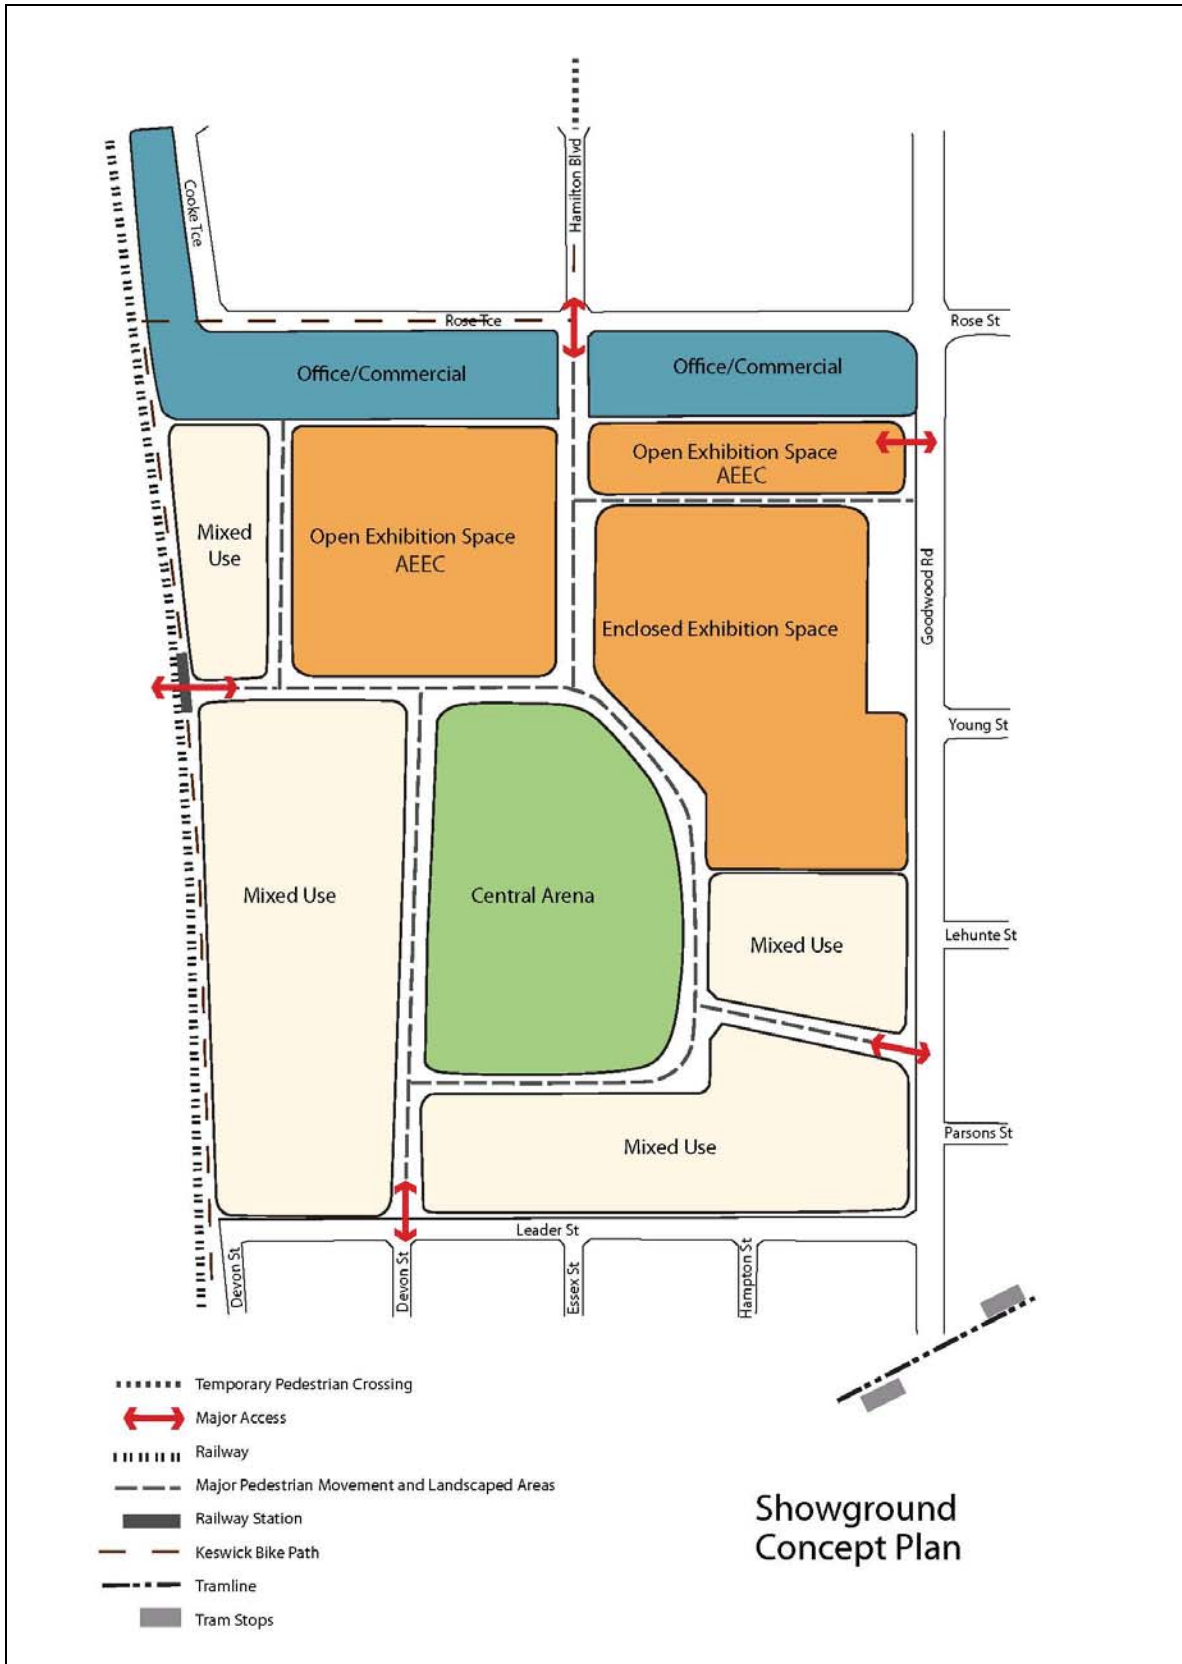 Hamilton Blvd
Cooke Tce
Rose Tce
Rose St
Office/Commercial
Office/Commercial
Open Exhibition Space
AEEC
Mixed
Use
Open Exhibition Space
AEEC
Goodwood Rd
Enclosed Exhibition Space
Young St
Mixed Use
Central Arena
Mixed Use
Lehunte St
Mixed Use
Parsons St
Leader St
Devon St
Devon St
Essex St
Hampton St
Temporary Pedestrian Crossing
Major Access
Railway
Major Pedestrian Movement and Landscaped Areas
Railway Station
Keswick Bike Path
Tramline
Tram Stops
Showground
Concept Plan